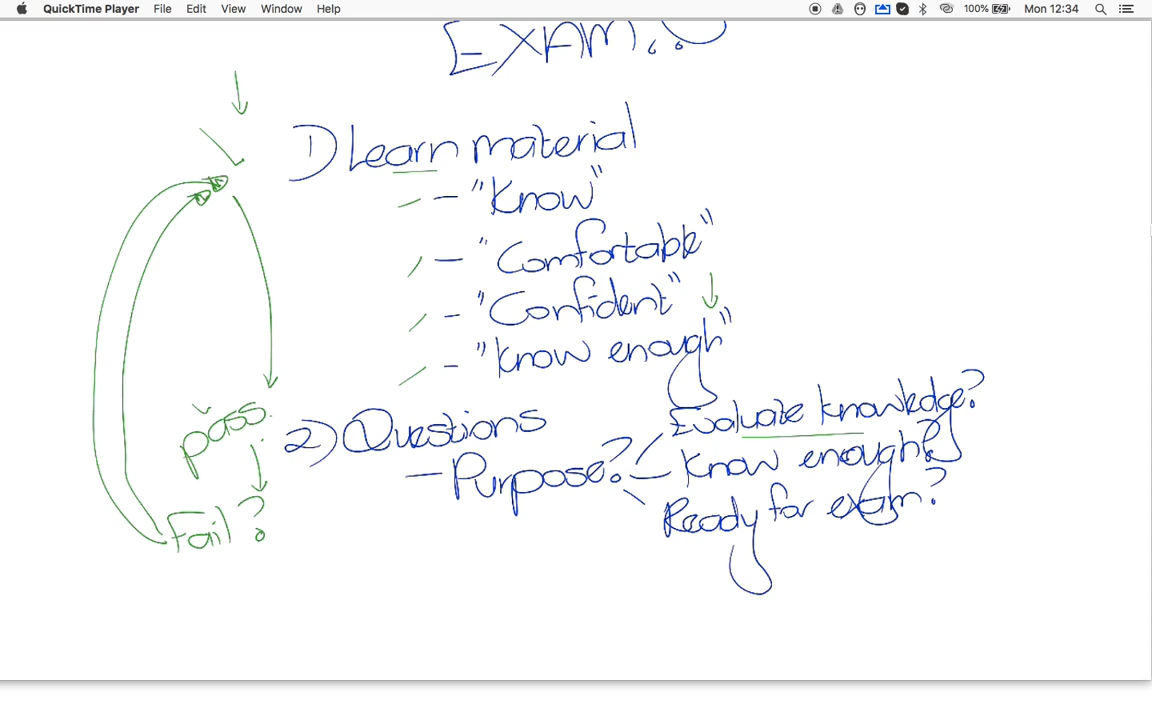 QuickTime Player File Edit View Window Help 100% Mon 12:34
EXAM::
1) Learn material
- "Know"
- "Comfortable"
- "Confident"
- "Know enough"
2) Questions
- Purpose?
Evaluate knowledge?
Know enough?
Ready for exam?
pass
fail?